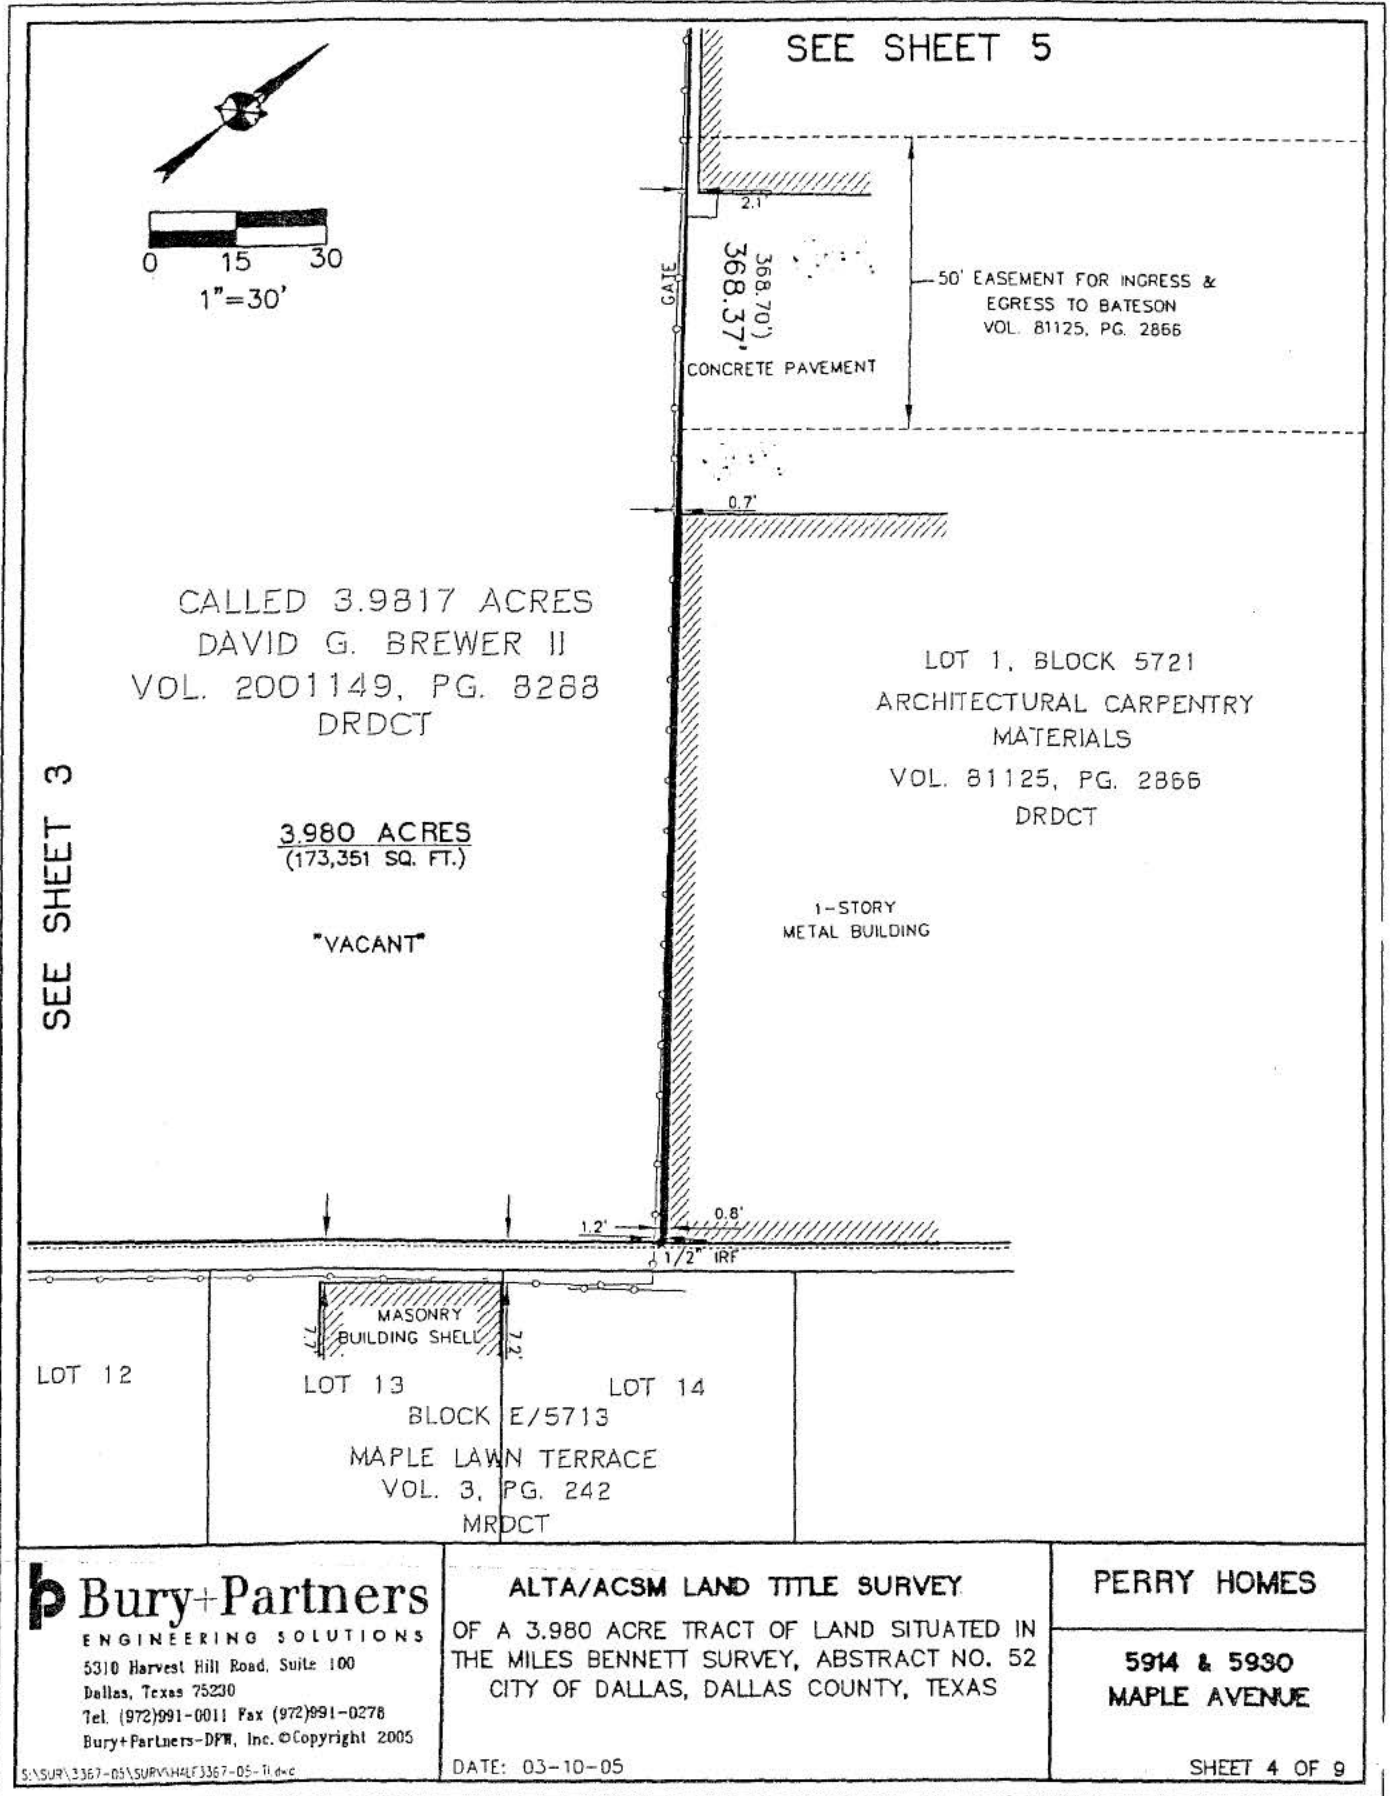 SEE SHEET 5
0 15 30
1"=30'
2.1'
GATE
368.70')
368.37'
50' EASEMENT FOR INGRESS &
EGRESS TO BATESON
VOL. 81125, PG. 2866
CONCRETE PAVEMENT
0.7'
CALLED 3.9817 ACRES
DAVID G. BREWER II
VOL. 2001149, PG. 8288
DRDCT
LOT 1, BLOCK 5721
ARCHITECTURAL CARPENTRY
MATERIALS
VOL. 81125, PG. 2866
DRDCT
SEE SHEET 3
3.980 ACRES
(173,351 SQ. FT.)
"VACANT"
1-STORY
METAL BUILDING
1.2'
0.8'
1/2" IRF
MASONRY
BUILDING SHELL
7.7'
7.2'
LOT 12
LOT 13
LOT 14
BLOCK E/5713
MAPLE LAWN TERRACE
VOL. 3, PG. 242
MRDCT
Bury+Partners
ENGINEERING SOLUTIONS
5310 Harvest Hill Road, Suite 100
Dallas, Texas 75230
Tel. (972)991-0011 Fax (972)991-0278
Bury+Partners-DFW, Inc. ©Copyright 2005
ALTA/ACSM LAND TITLE SURVEY
OF A 3.980 ACRE TRACT OF LAND SITUATED IN
THE MILES BENNETT SURVEY, ABSTRACT NO. 52
CITY OF DALLAS, DALLAS COUNTY, TEXAS
DATE: 03-10-05
PERRY HOMES
5914 & 5930
MAPLE AVENUE
SHEET 4 OF 9